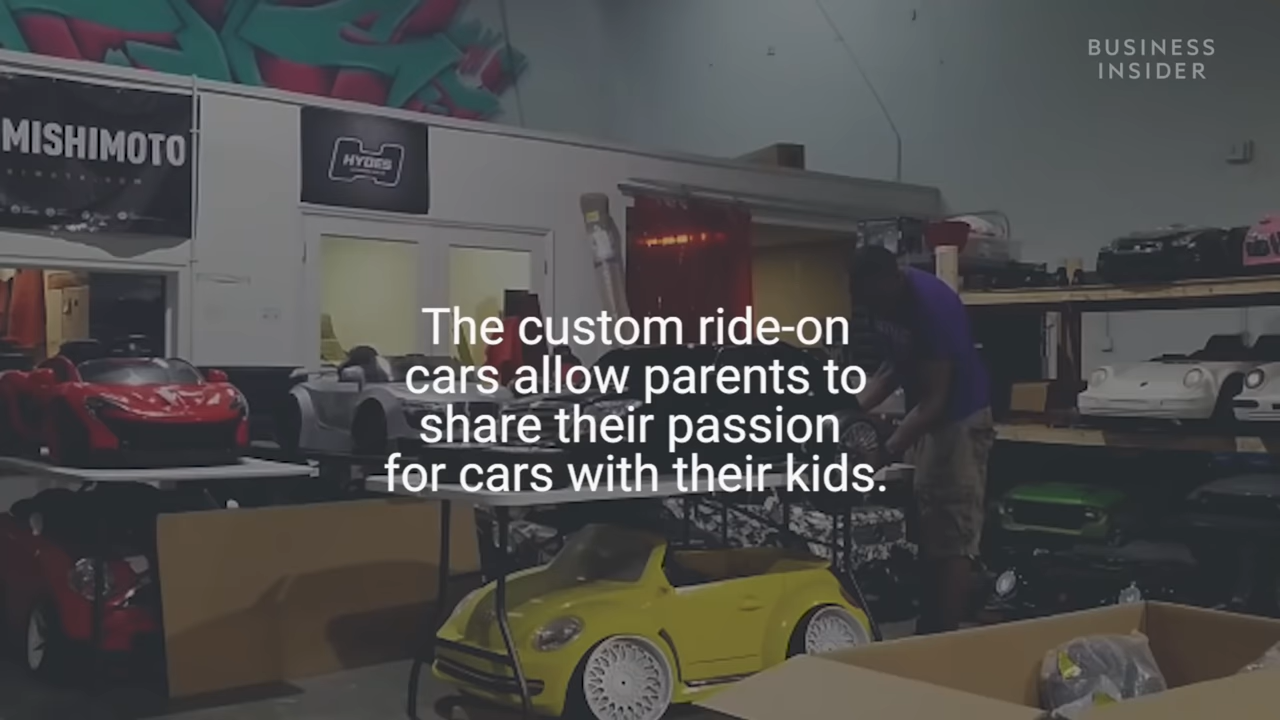 BUSINESS
INSIDER
MISHIMOTO
HYDES
The custom ride-on
cars allow parents to
share their passion
for cars with their kids.